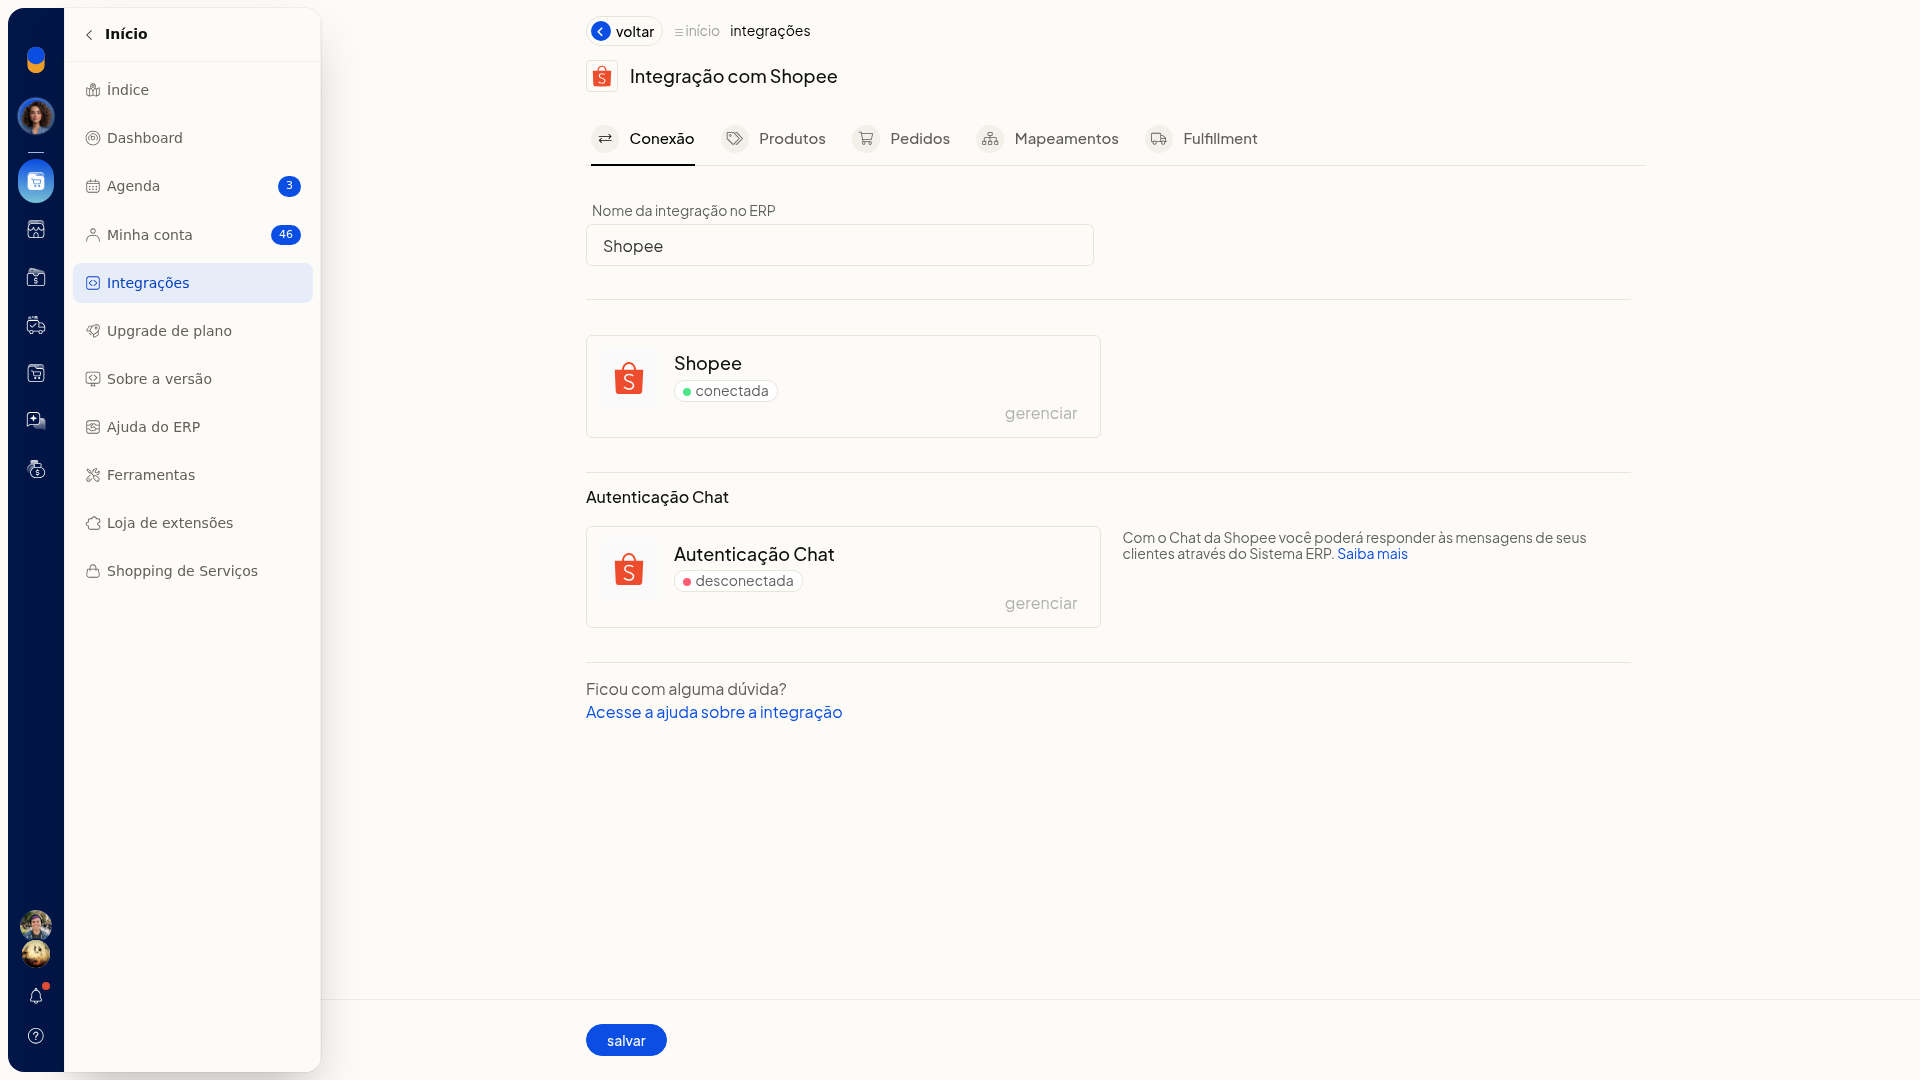 Início
Índice
Dashboard
Agenda 3
Minha conta 46
Integrações
Upgrade de plano
Sobre a versão
Ajuda do ERP
Ferramentas
Loja de extensões
Shopping de Serviços
voltar início integrações
Integração com Shopee
Conexão Produtos Pedidos Mapeamentos Fulfillment
Nome da integração no ERP
Shopee
Shopee
conectada
gerenciar
Autenticação Chat
Autenticação Chat
desconectada
gerenciar
Com o Chat da Shopee você poderá responder às mensagens de seus
clientes através do Sistema ERP. Saiba mais
Ficou com alguma dúvida?
Acesse a ajuda sobre a integração
salvar